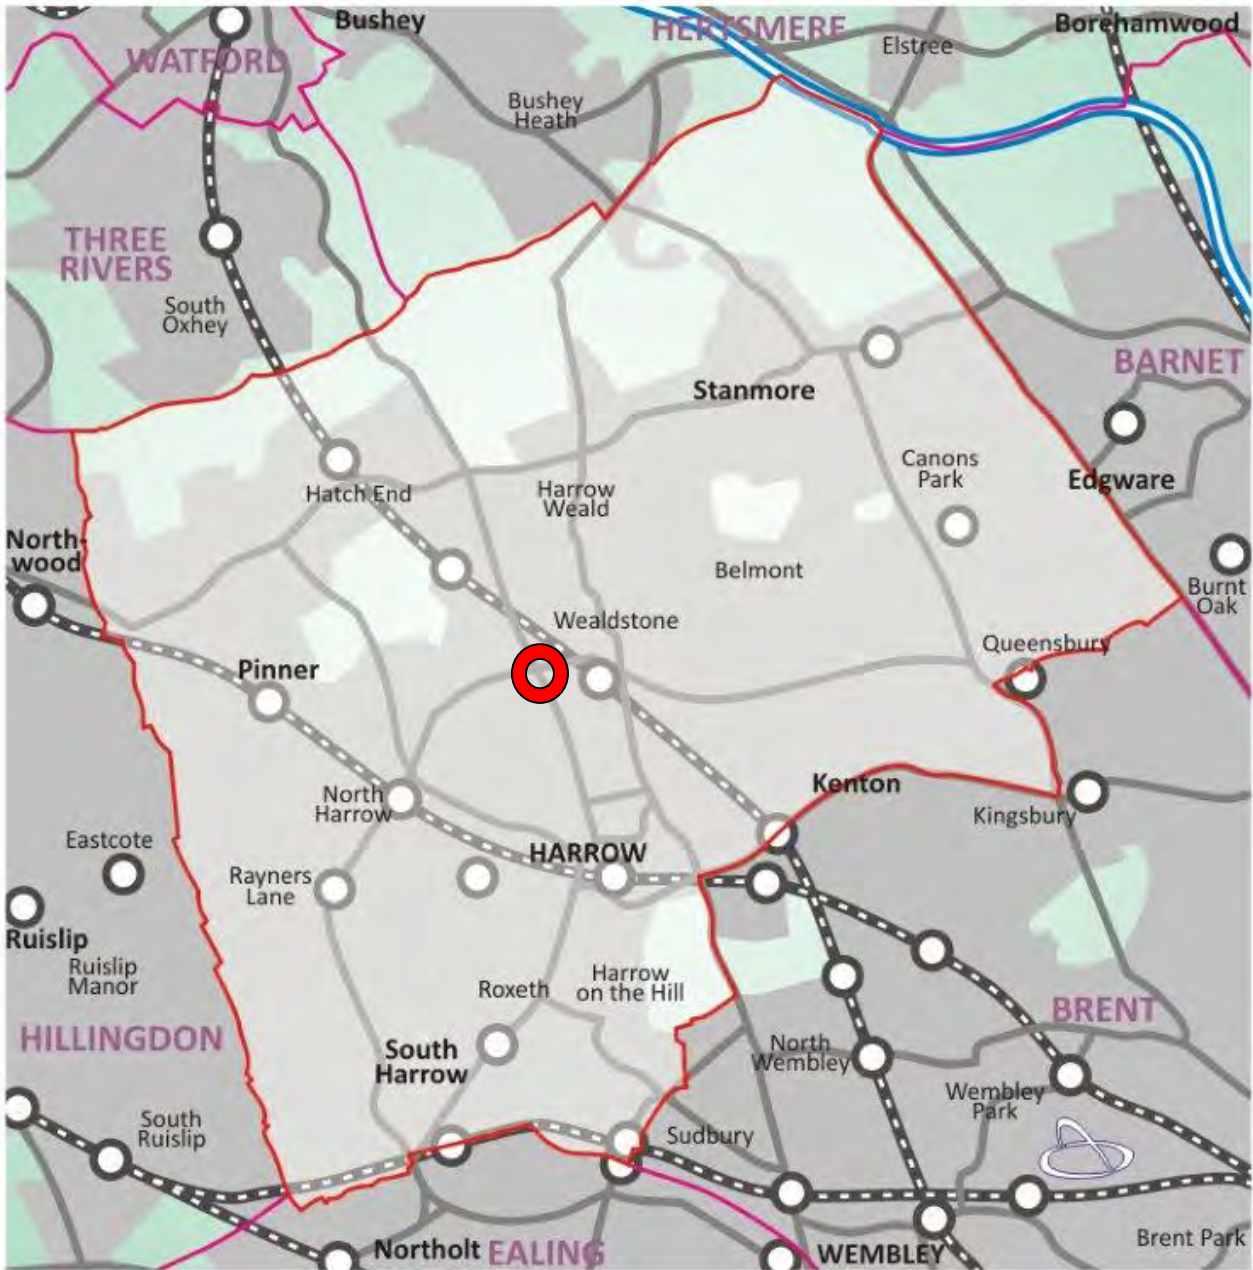 Bushey
HERTSMERE
Borehamwood
Elstree
WATFORD
Bushey
Heath
THREE
RIVERS
South
Oxhey
BARNET
Stanmore
Canons
Park
Edgware
Hatch End
Harrow
Weald
North-
wood
Belmont
Burnt
Oak
Wealdstone
Queensbury
Pinner
Kenton
North
Harrow
Kingsbury
Eastcote
HARROW
Rayners
Lane
Ruislip
Ruislip
Manor
Roxeth
Harrow
on the Hill
BRENT
HILLINGDON
South
Harrow
North
Wembley
Wembley
Park
South
Ruislip
Sudbury
Northolt
EALING
WEMBLEY
Brent Park